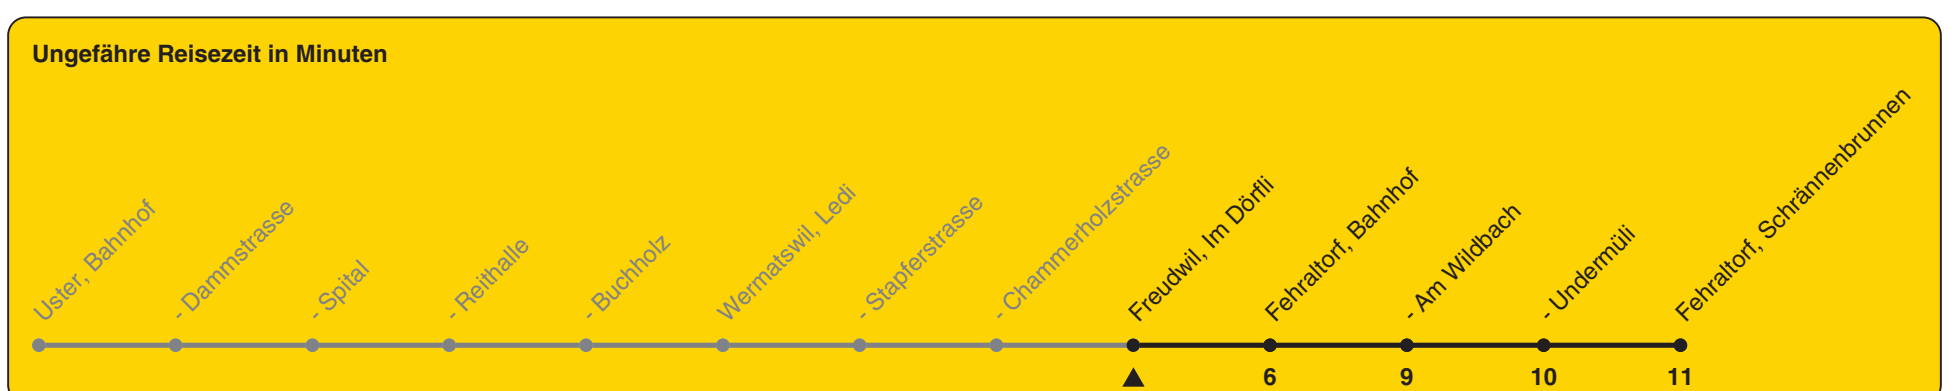 Ungefähre Reisezeit in Minuten
Uster, Bahnhof
- Dammstrasse
- Spital
- Reithalle
- Buchholz
Wermatswil, Ledi
- Stapferstrasse
- Chammerholzstrasse
Freudwil, Im Dörfli
Fehraltorf, Bahnhof
- Am Wildbach
- Undermüli
Fehraltorf, Schrännenbrunnen
6 9 10 11